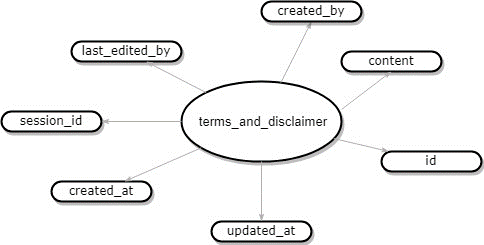 created_by
last_edited_by
content
session_id
terms_and_disclaimer
id
created_at
updated_at